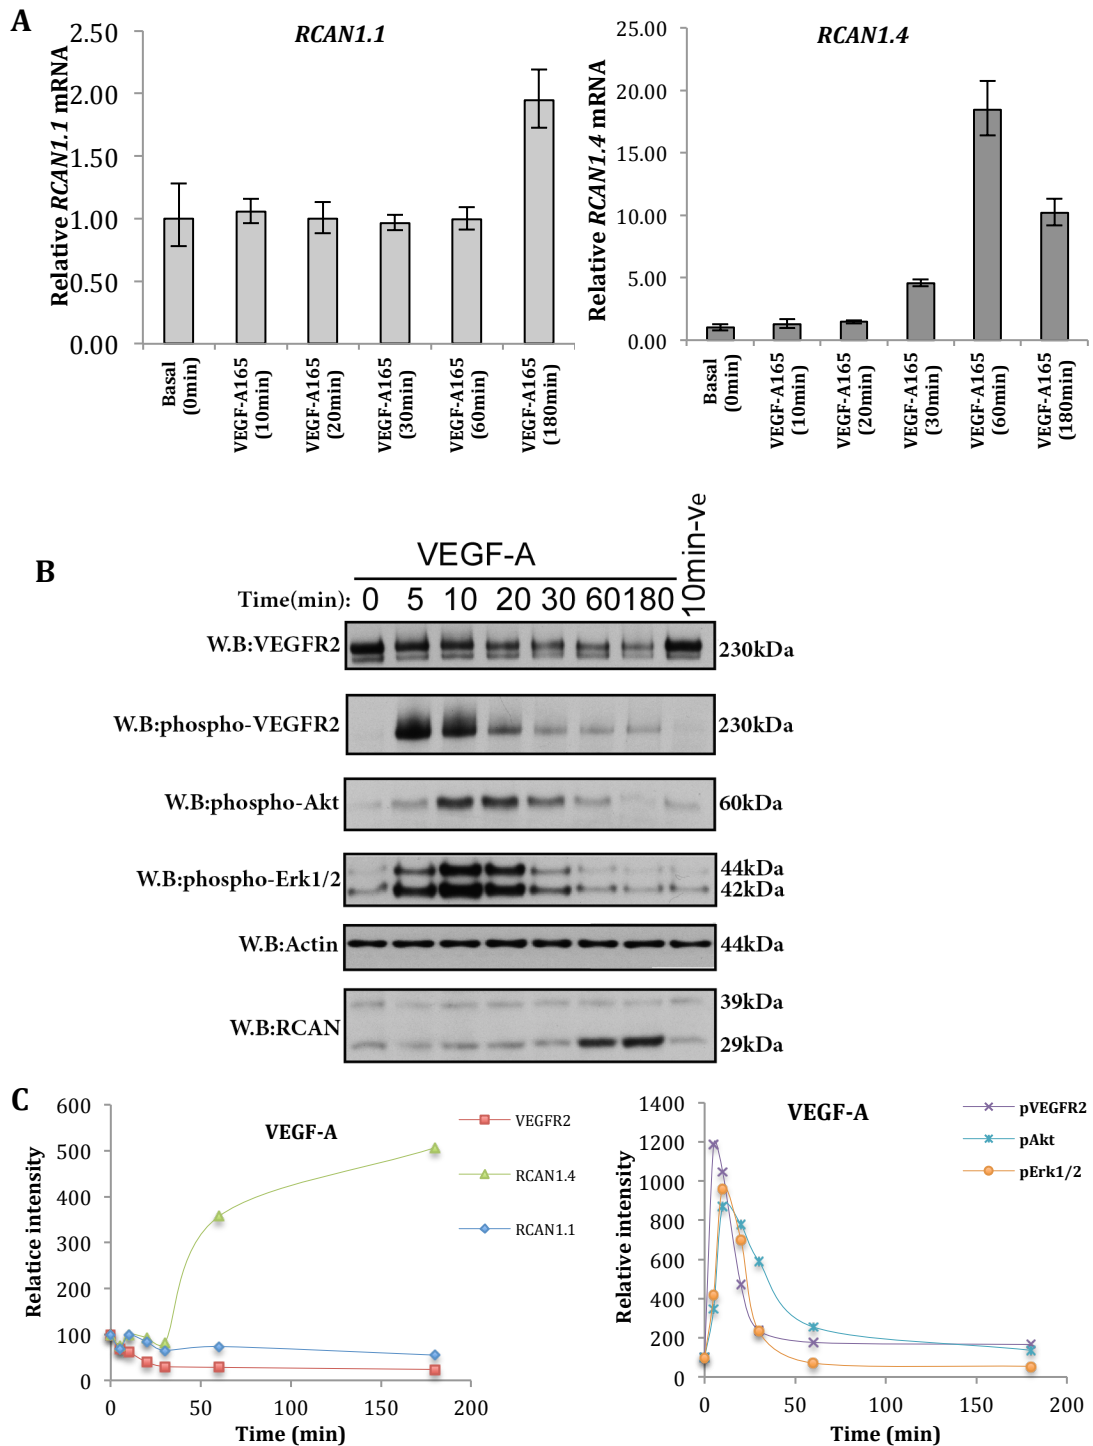 A
RCAN1.1
Relative RCAN1.1 mRNA
2.50
2.00
1.50
1.00
0.50
0.00
Basal (0min)
VEGF-A165 (10min)
VEGF-A165 (20min)
VEGF-A165 (30min)
VEGF-A165 (60min)
VEGF-A165 (180min)
RCAN1.4
Relative RCAN1.4 mRNA
25.00
20.00
15.00
10.00
5.00
0.00
Basal (0min)
VEGF-A165 (10min)
VEGF-A165 (20min)
VEGF-A165 (30min)
VEGF-A165 (60min)
VEGF-A165 (180min)
B
VEGF-A
10min-ve
Time(min): 0 5 10 20 30 60 180
W.B:VEGFR2 230kDa
W.B:phospho-VEGFR2 230kDa
W.B:phospho-Akt 60kDa
W.B:phospho-Erk1/2 44kDa
42kDa
W.B:Actin 44kDa
W.B:RCAN 39kDa
29kDa
C
VEGF-A
Relatice intensity
600
500
400
300
200
100
0
0 50 100 150 200
Time (min)
VEGFR2
RCAN1.4
RCAN1.1
VEGF-A
Relative intensity
1400
1200
1000
800
600
400
200
0
0 50 100 150 200
Time (min)
pVEGFR2
pAkt
pErk1/2